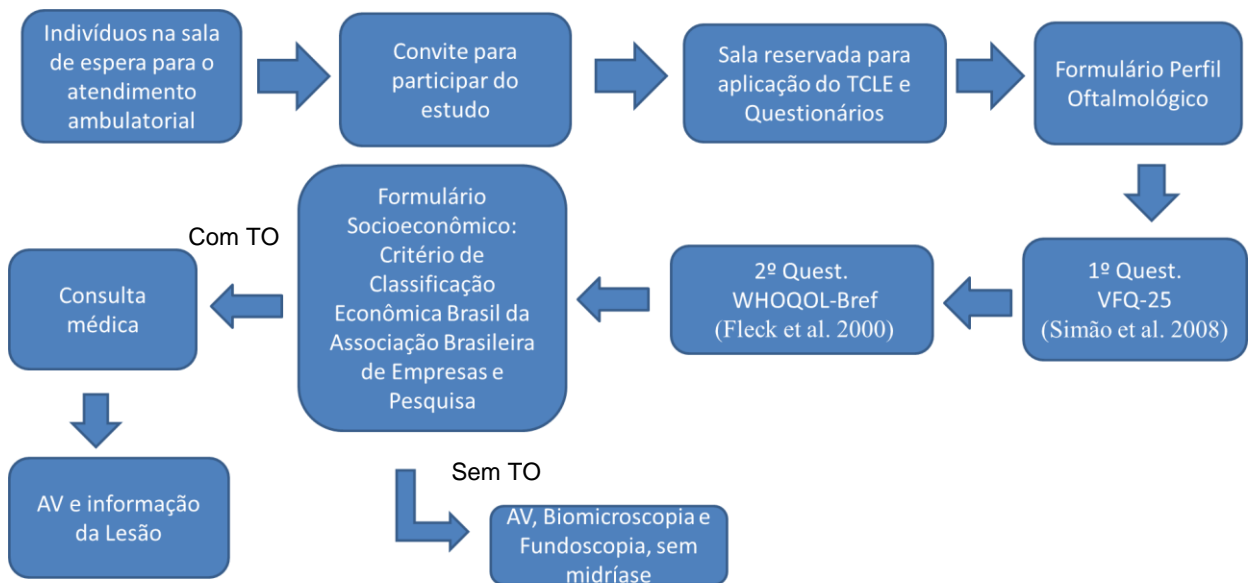 Indivíduos na sala
de espera para o
atendimento
ambulatorial
Convite para
participar do
estudo
Sala reservada para
aplicação do TCLE e
Questionários
Formulário Perfil
Oftalmológico
1º Quest.
VFQ-25
(Simão et al. 2008)
2º Quest.
WHOQOL-Bref
(Fleck et al. 2000)
Formulário
Socioeconômico:
Critério de
Classificação
Econômica Brasil da
Associação Brasileira
de Empresas e
Pesquisa
Com TO
Consulta
médica
AV e informação
da Lesão
Sem TO
AV, Biomicroscopia e
Fundoscopia, sem
midríase